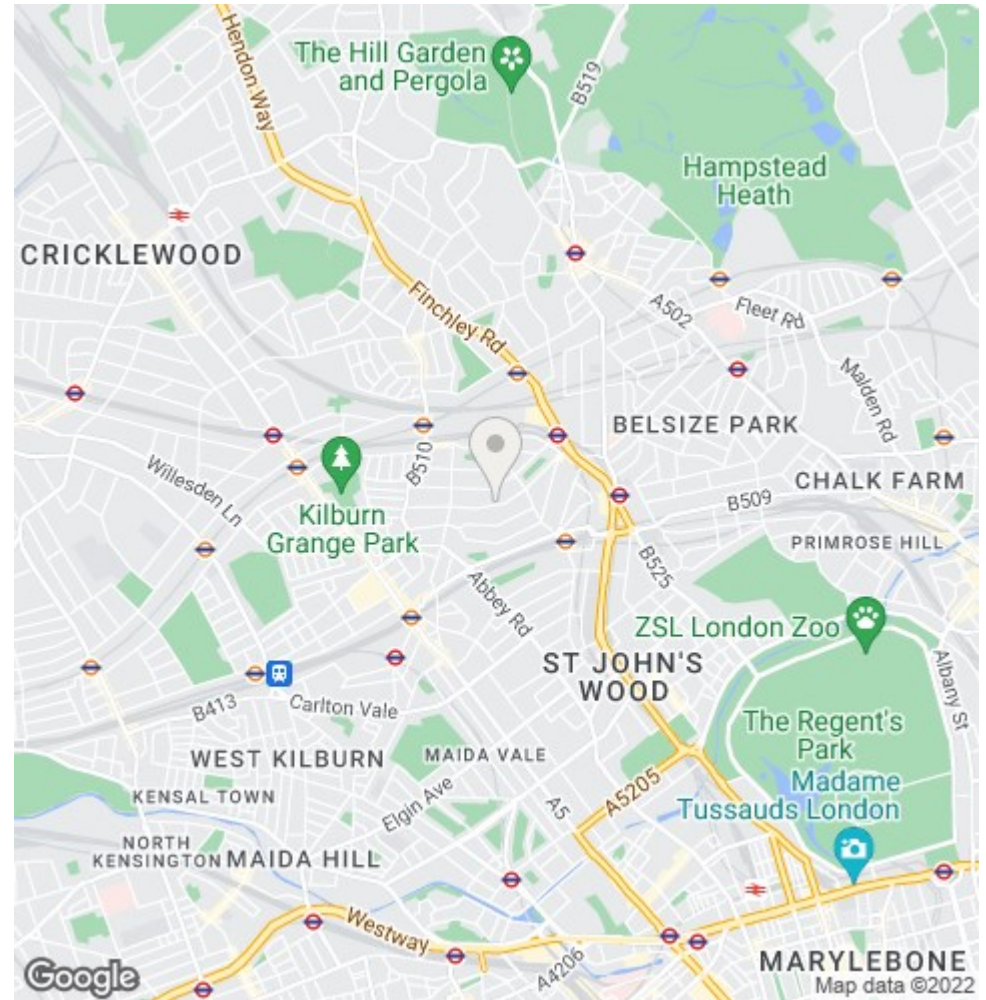 Hendon Way
The Hill Garden
and Pergola
B519
Hampstead
Heath
CRICKLEWOOD
Finchley Rd
A502
Fleet Rd
Malden Rd
BELSIZE PARK
B510
Willesden Ln
Kilburn
Grange Park
CHALK FARM
B509
PRIMROSE HILL
B525
Abbey Rd
ZSL London Zoo
ST JOHN'S
WOOD
Albany St
B413
Carlton Vale
The Regent's
Park
WEST KILBURN
MAIDA VALE
Madame
Tussauds London
A5205
KENSAL TOWN
Elgin Ave
A5
NORTH
KENSINGTON
MAIDA HILL
Westway
A4206
MARYLEBONE
Google
Map data ©2022